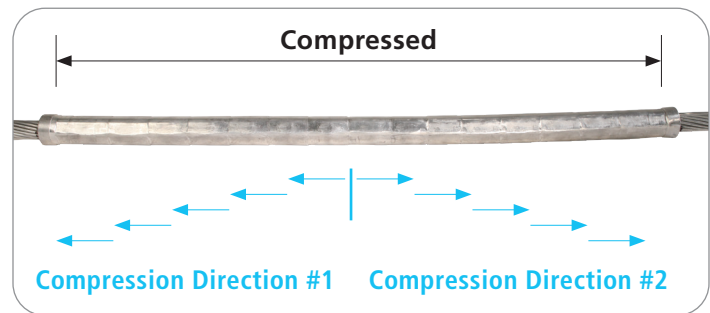 Compressed
Compression Direction #1
Compression Direction #2